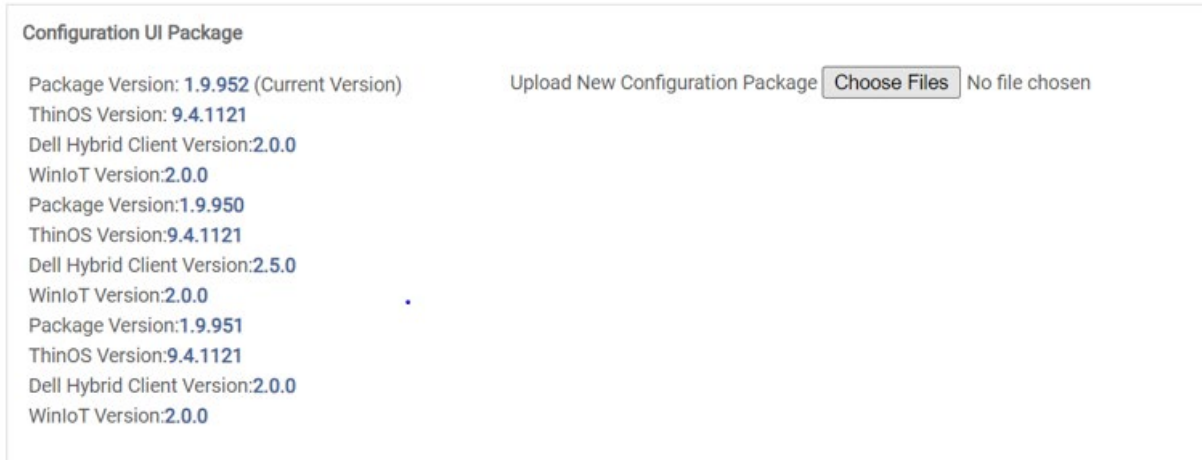 Configuration UI Package
Package Version: 1.9.952 (Current Version)
Upload New Configuration Package Choose Files No file chosen
ThinOS Version: 9.4.1121
Dell Hybrid Client Version:2.0.0
WinIoT Version:2.0.0
Package Version:1.9.950
ThinOS Version:9.4.1121
Dell Hybrid Client Version:2.5.0
WinIoT Version:2.0.0
Package Version:1.9.951
ThinOS Version:9.4.1121
Dell Hybrid Client Version:2.0.0
WinIoT Version:2.0.0